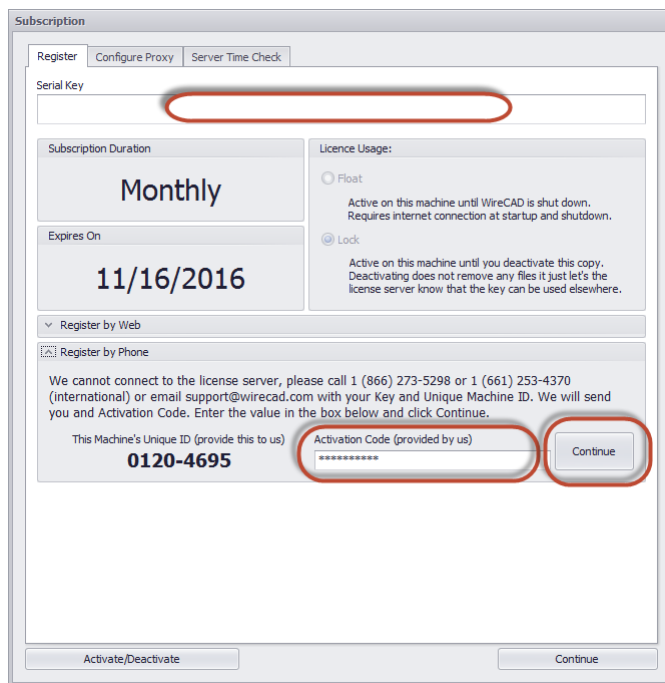 Subscription
Register Configure Proxy Server Time Check
Serial Key
Subscription Duration
Monthly
Expires On
11/16/2016
Licence Usage:
Float
Active on this machine until WireCAD is shut down.
Requires internet connection at startup and shutdown.
Lock
Active on this machine until you deactivate this copy.
Deactivating does not remove any files it just let's the
license server know that the key can be used elsewhere.
Register by Web
Register by Phone
We cannot connect to the license server, please call 1 (866) 273-5298 or 1 (661) 253-4370
(international) or email support@wirecad.com with your Key and Unique Machine ID. We will send
you and Activation Code. Enter the value in the box below and click Continue.
This Machine's Unique ID (provide this to us)
0120-4695
Activation Code (provided by us)
**********
Continue
Activate/Deactivate Continue